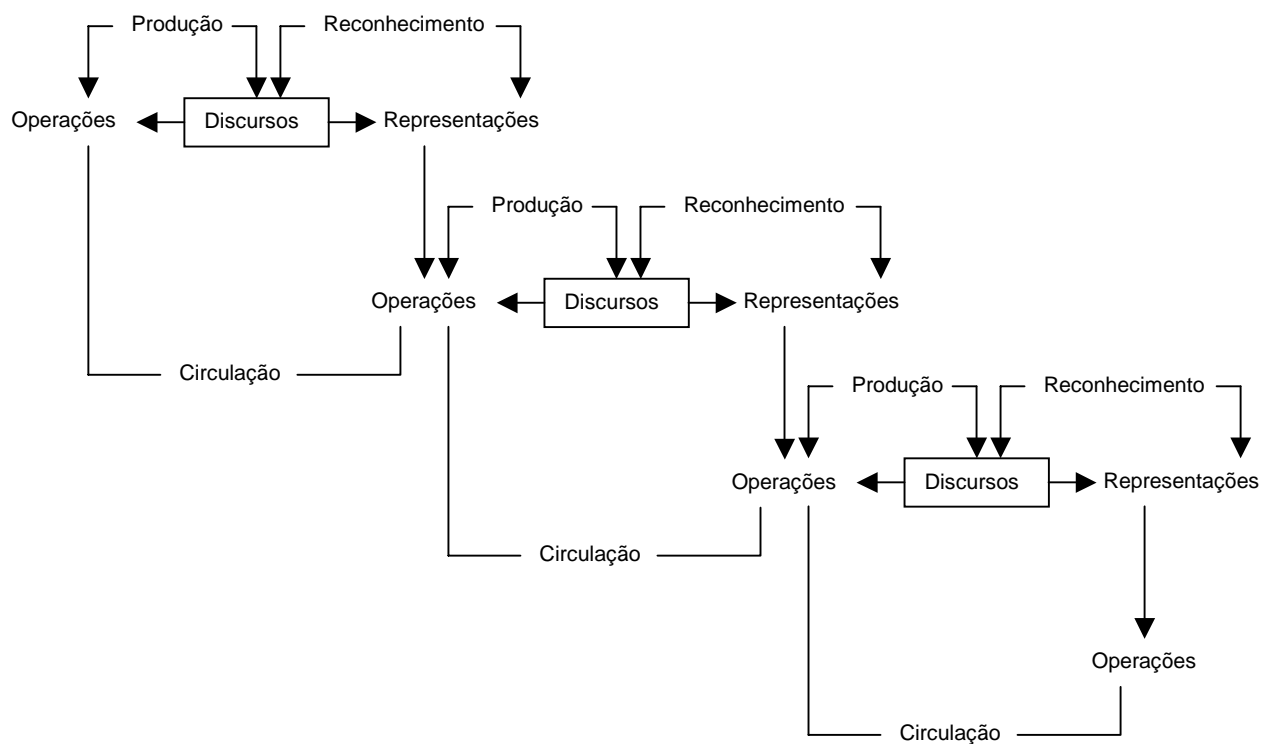 Produção Reconhecimento
Operações Discursos Representações
Produção Reconhecimento
Operações Discursos Representações
Circulação
Produção Reconhecimento
Operações Discursos Representações
Circulação
Operações
Circulação